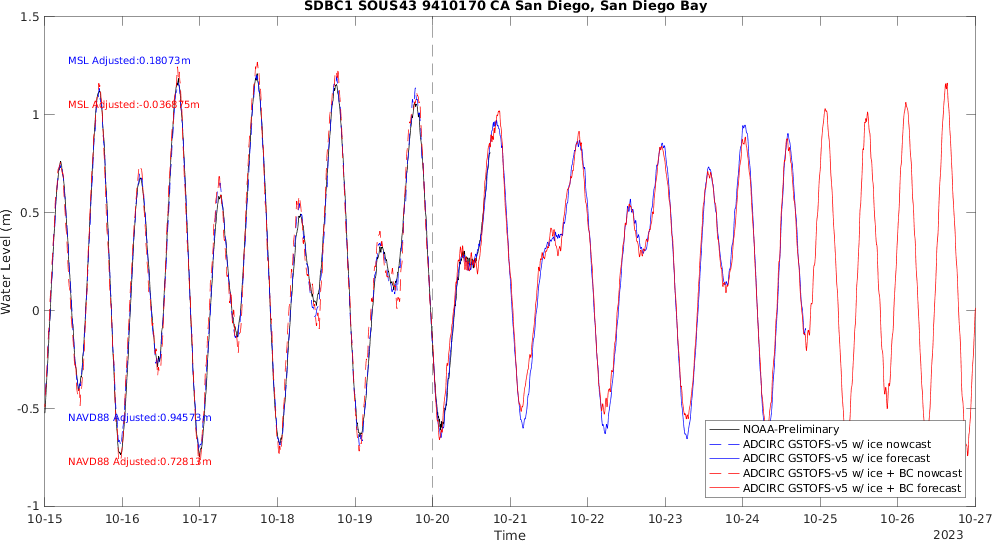 SDBC1 SOUS43 9410170 CA San Diego, San Diego Bay
1.5
MSL Adjusted:0.18073m
MSL Adjusted:-0.036875m
1
0.5
Water Level (m)
0
-0.5
NAVD88 Adjusted:0.94573m
NAVD88 Adjusted:0.72813m
NOAA-Preliminary
ADCIRC GSTOFS-v5 w/ ice nowcast
ADCIRC GSTOFS-v5 w/ ice forecast
ADCIRC GSTOFS-v5 w/ ice + BC nowcast
ADCIRC GSTOFS-v5 w/ ice + BC forecast
-1
10-15 10-16 10-17 10-18 10-19 10-20 10-21 10-22 10-23 10-24 10-25 10-26 10-27
Time
2023